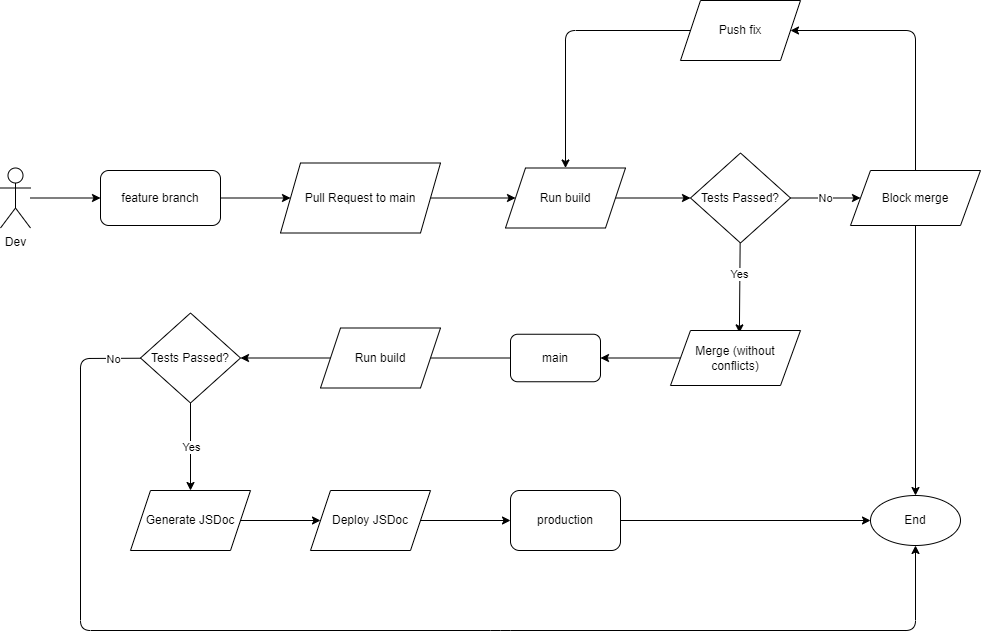 Push fix
Dev
feature branch
Pull Request to main
Run build
Tests Passed?
No
Block merge
Yes
Merge (without
conflicts)
main
Run build
Tests Passed?
No
Yes
Generate JSDoc
Deploy JSDoc
production
End